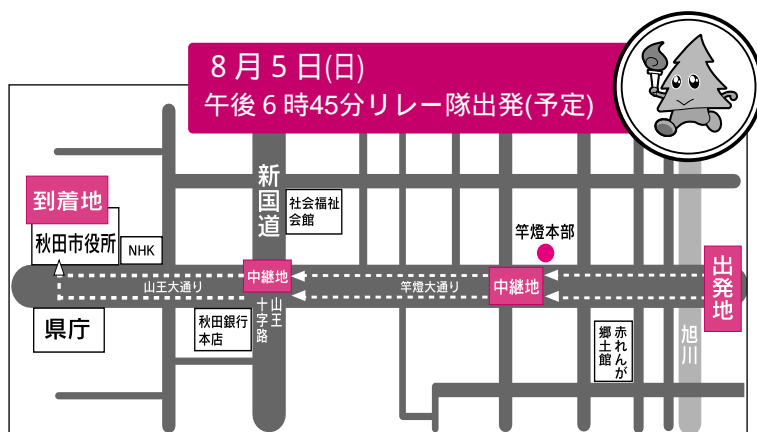 8月5日(日)
午後6時45分リレー隊出発(予定)
新国道
社会福祉
会館
到着地
秋田市役所
NHK
竿燈本部
中継地
中継地
出発地
山王大通り
竿燈大通り
県庁
秋田銀行
本店
山王
十字路
赤れんが
郷土館
旭川